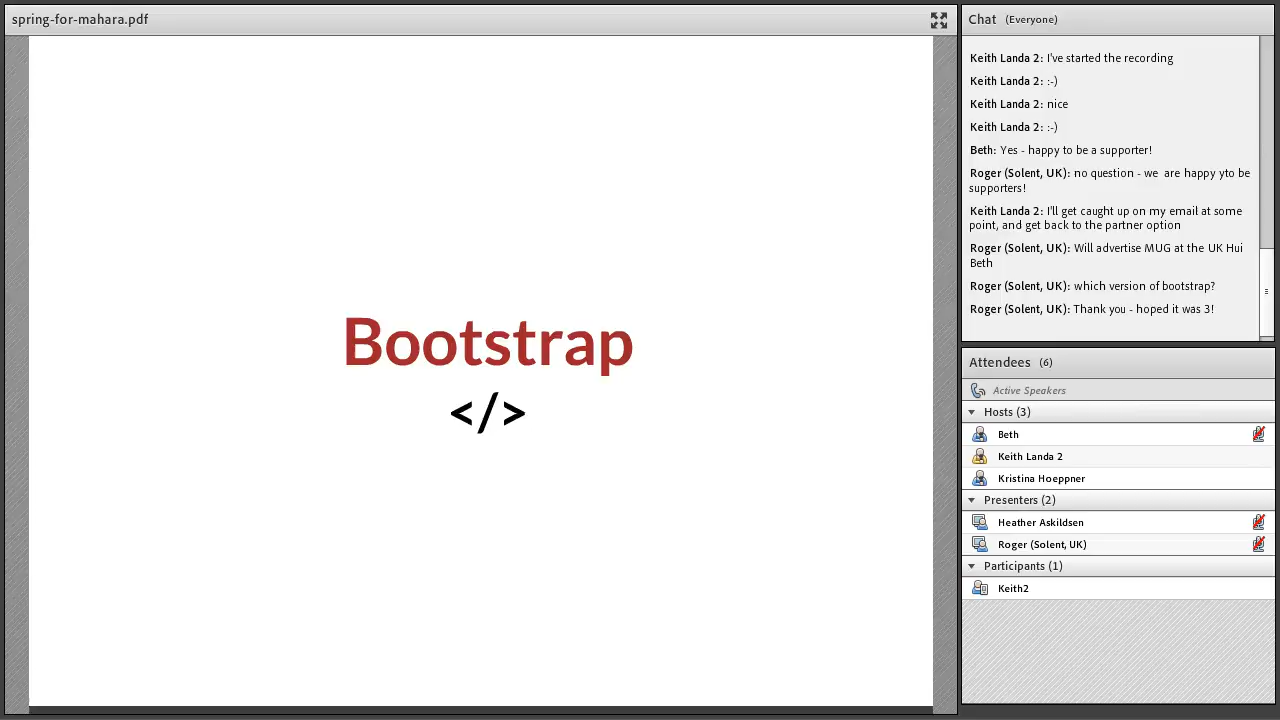 spring-for-mahara.pdf
Bootstrap
</>
Chat (Everyone)
Keith Landa 2: I've started the recording
Keith Landa 2: :-)
Keith Landa 2: nice
Keith Landa 2: :-)
Beth: Yes - happy to be a supporter!
Roger (Solent, UK): no question - we are happy yto be
supporters!
Keith Landa 2: I'll get caught up on my email at some
point, and get back to the partner option
Roger (Solent, UK): Will advertise MUG at the UK Hui
Beth
Roger (Solent, UK): which version of bootstrap?
Roger (Solent, UK): Thank you - hoped it was 3!
Attendees (6)
Active Speakers
Hosts (3)
Beth
Keith Landa 2
Kristina Hoeppner
Presenters (2)
Heather Askildsen
Roger (Solent, UK)
Participants (1)
Keith2